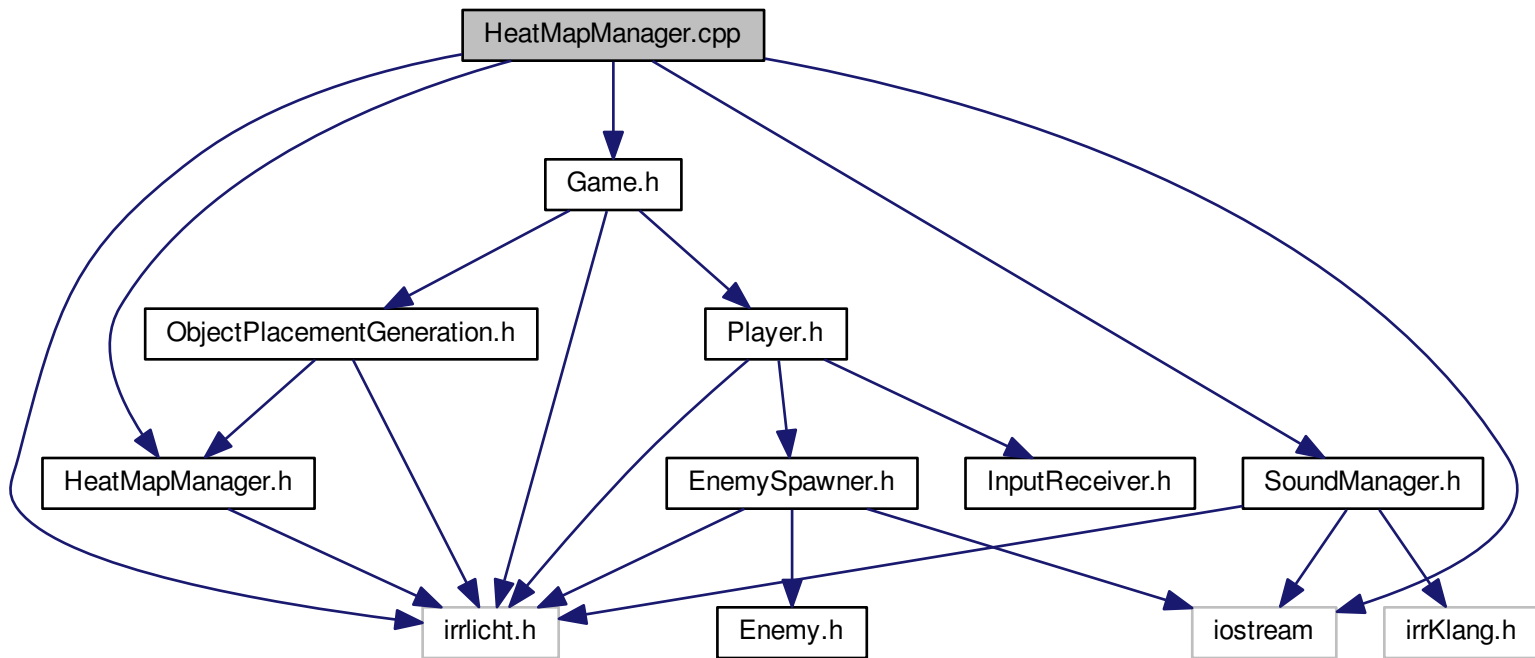 HeatMapManager.cpp
Game.h
ObjectPlacementGeneration.h
Player.h
HeatMapManager.h
EnemySpawner.h
InputReceiver.h
SoundManager.h
irrlicht.h
Enemy.h
iostream
irrKlang.h